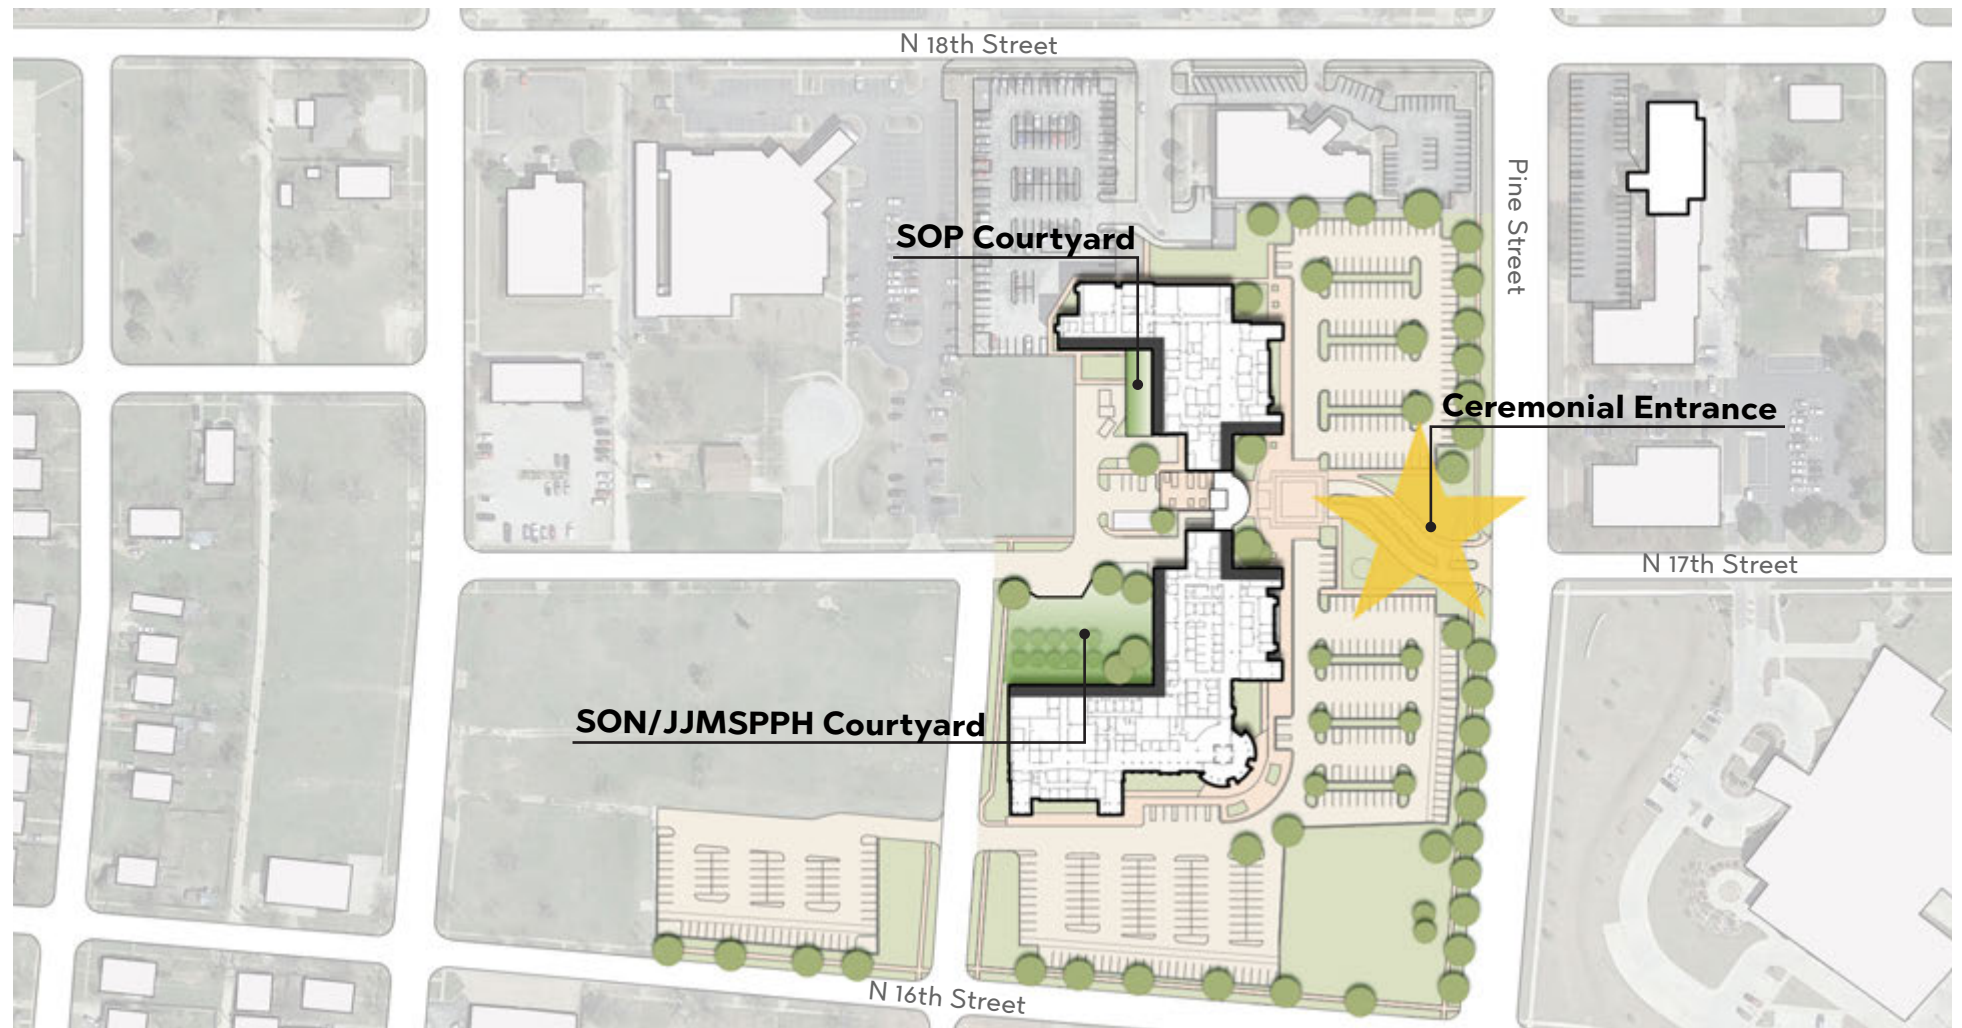 N 18th Street
Pine Street
SOP Courtyard
Ceremonial Entrance
N 17th Street
SON/JJMSPPH Courtyard
N 16th Street